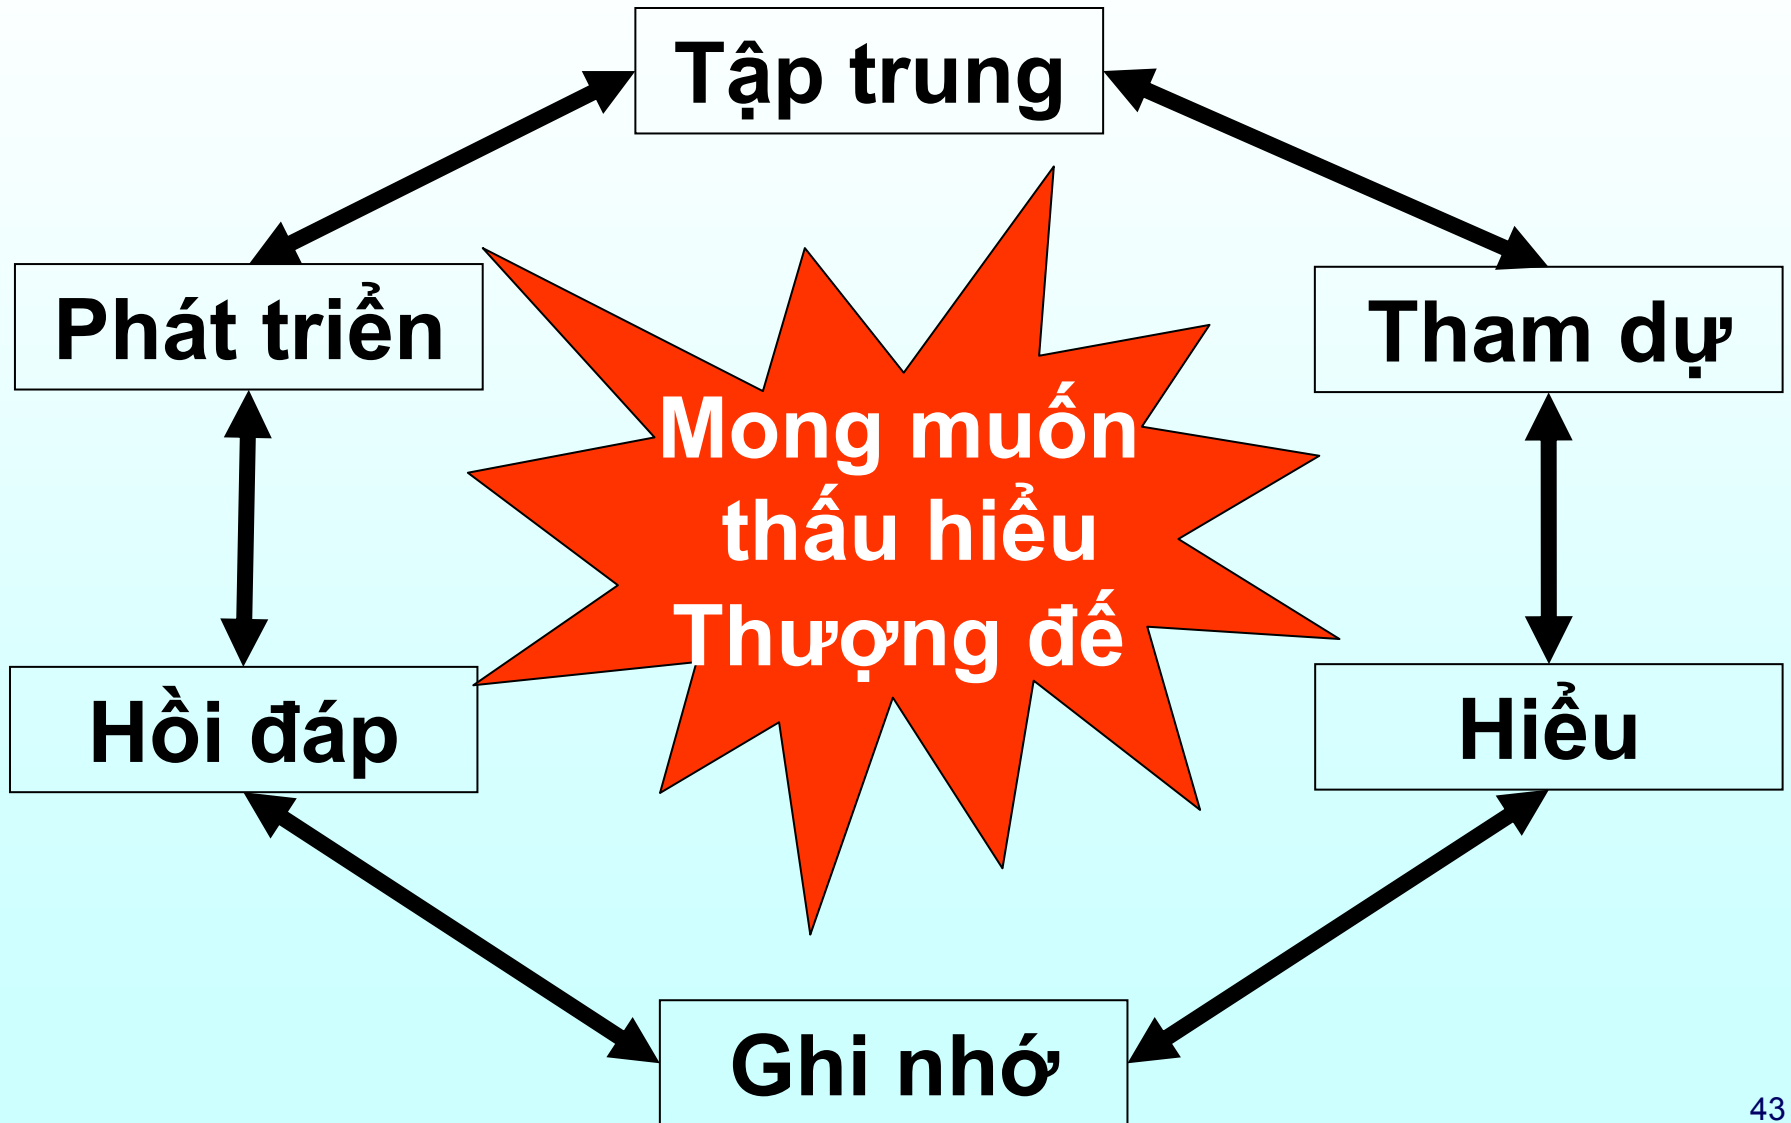 Tập trung
Phát triển
Tham dự
Mong muốn
thấu hiểu
Thượng đế
Hồi đáp
Hiểu
Ghi nhớ
43